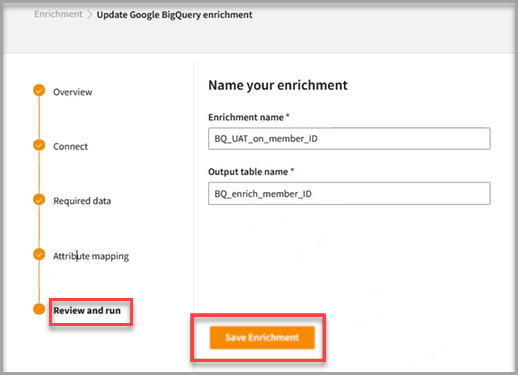 Enrichment > Update Google BigQuery enrichment
Overview
Connect
Required data
Attribute mapping
Review and run
Name your enrichment
Enrichment name *
BQ_UAT_on_member_ID
Output table name *
BQ_enrich_member_ID
Save Enrichment